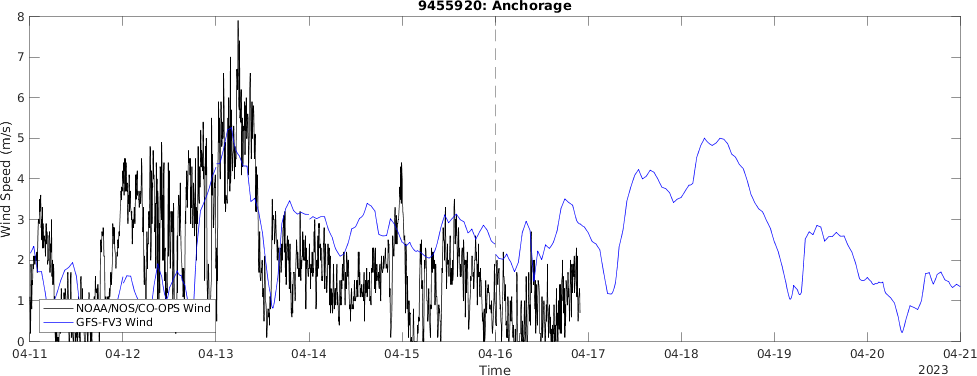 9455920: Anchorage
8
7
6
5
4
3
2
1
0
Wind Speed (m/s)
NOAA/NOS/CO-OPS Wind
GFS-FV3 Wind
04-11 04-12 04-13 04-14 04-15 04-16 04-17 04-18 04-19 04-20 04-21
Time
2023